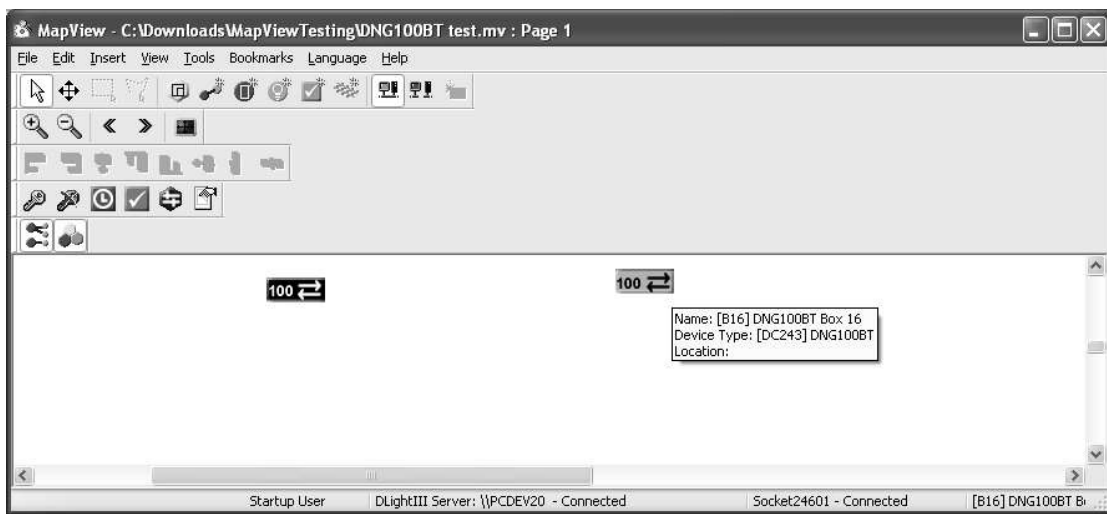 MapView - C:\Downloads\MapViewTesting\DNG100BT test.mv : Page 1
File Edit Insert View Tools Bookmarks Language Help
100
100
Name: [B16] DNG100BT Box 16
Device Type: [DC243] DNG100BT
Location:
Startup User DLightIII Server: \\PCDEV20 - Connected Socket24601 - Connected [B16] DNG100BT